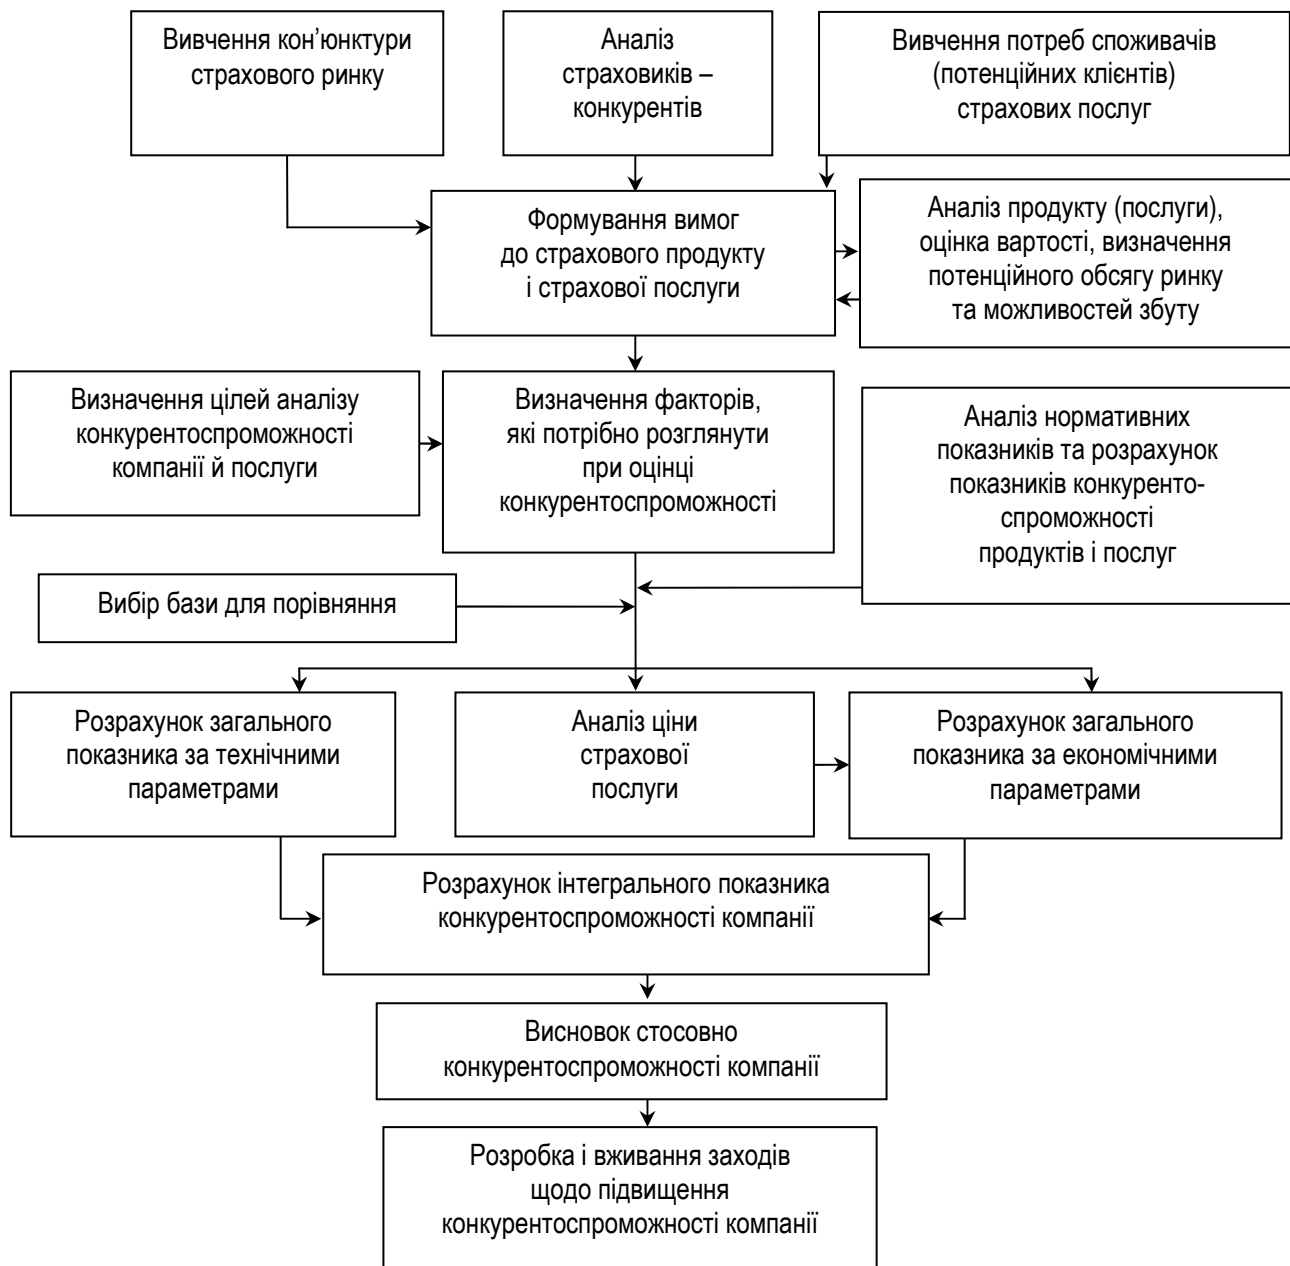 Вивчення кон’юнктури
страхового ринку
Аналіз
страховиків –
конкурентів
Вивчення потреб споживачів
(потенційних клієнтів)
страхових послуг
Формування вимог
до страхового продукту
і страхової послуги
Аналіз продукту (послуги),
оцінка вартості, визначення
потенційного обсягу ринку
та можливостей збуту
Визначення цілей аналізу
конкурентоспроможності
компанії й послуги
Визначення факторів,
які потрібно розглянути
при оцінці
конкурентоспроможності
Аналіз нормативних
показників та розрахунок
показників конкуренто-
спроможності
продуктів і послуг
Вибір бази для порівняння
Розрахунок загального
показника за технічними
параметрами
Аналіз ціни
страхової
послуги
Розрахунок загального
показника за економічними
параметрами
Розрахунок інтегрального показника
конкурентоспроможності компанії
Висновок стосовно
конкурентоспроможності компанії
Розробка і вживання заходів
щодо підвищення
конкурентоспроможності компанії